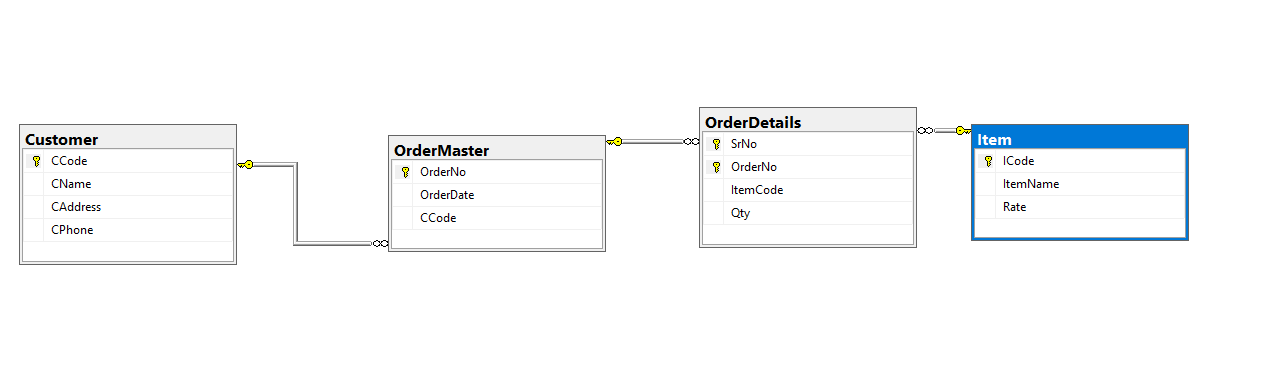 Customer
CCode
CName
CAddress
CPhone
OrderMaster
OrderNo
OrderDate
CCode
OrderDetails
SrNo
OrderNo
ItemCode
Qty
Item
ICode
ItemName
Rate